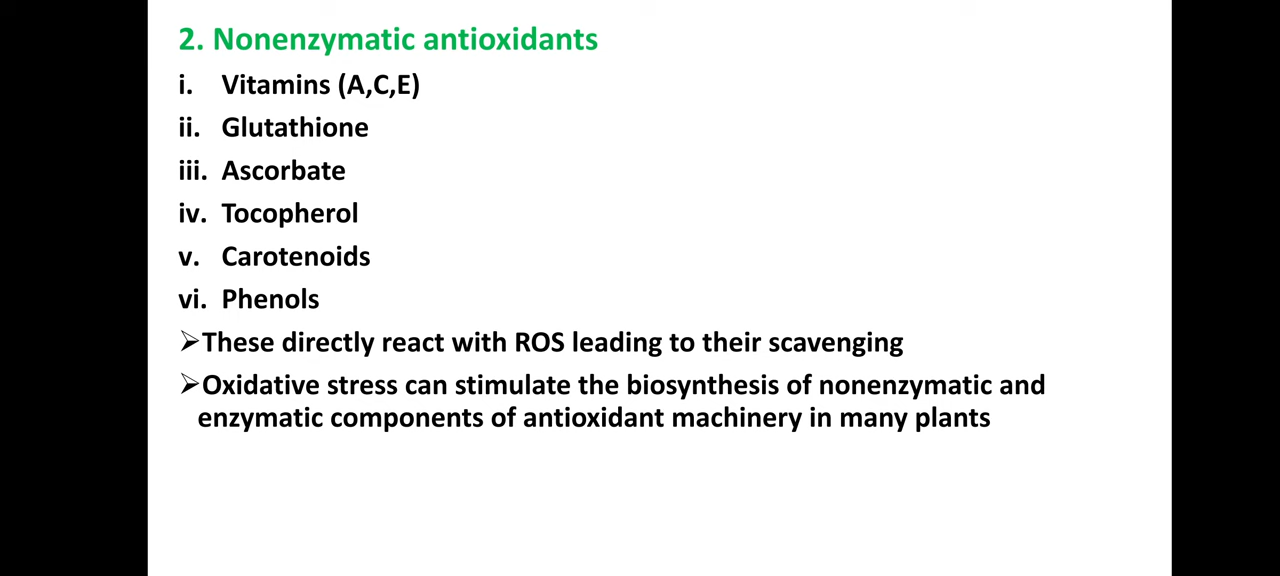 2. Nonenzymatic antioxidants
i. Vitamins (A,C,E)
ii. Glutathione
iii. Ascorbate
iv. Tocopherol
v. Carotenoids
vi. Phenols
➢These directly react with ROS leading to their scavenging
➢Oxidative stress can stimulate the biosynthesis of nonenzymatic and
enzymatic components of antioxidant machinery in many plants